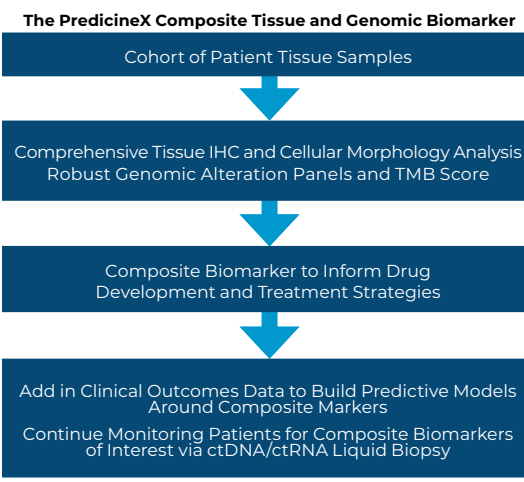 The PredicineX Composite Tissue and Genomic Biomarker
Cohort of Patient Tissue Samples
Comprehensive Tissue IHC and Cellular Morphology Analysis
Robust Genomic Alteration Panels and TMB Score
Composite Biomarker to Inform Drug
Development and Treatment Strategies
Add in Clinical Outcomes Data to Build Predictive Models
Around Composite Markers
Continue Monitoring Patients for Composite Biomarkers
of Interest via ctDNA/ctRNA Liquid Biopsy